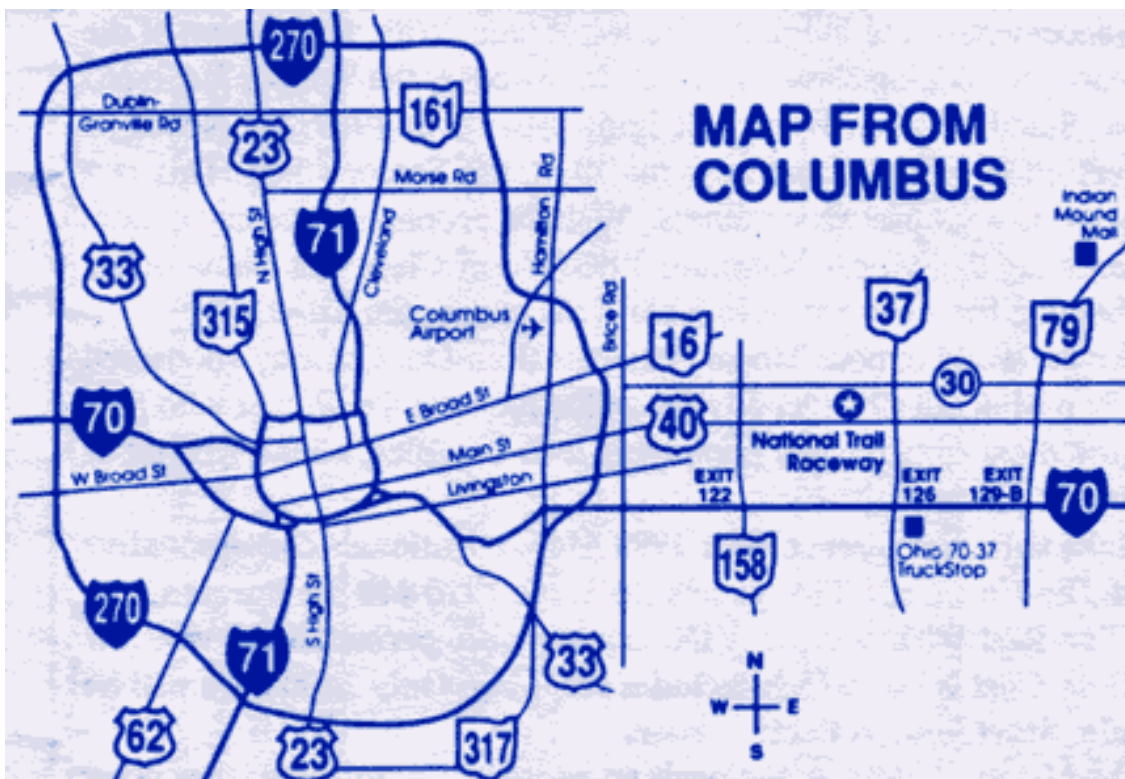 270
Dublin-
Granville Rd
161
23
MAP FROM
COLUMBUS
Morse Rd
Hamilton Rd
Indian
Mound
Mall
N High St
71
Cleveland
33
315
Columbus
Airport
Brice Rd
16
37
79
30
70
E Broad St
40
National Trail
Raceway
Main St
W Broad St
Livingston
EXIT
122
EXIT
126
EXIT
129-B
70
Ohio 70-37
TruckStop
158
270
S High St
71
33
N
W E
S
62
23
317